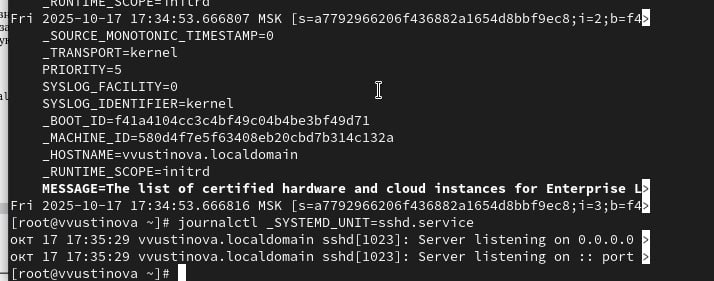 _RUNTIME_SCOPE=initrd
Fri 2025-10-17 17:34:53.666807 MSK [s=a7792966206f436882a1654d8bbf9ec8;i=2;b=f4>
_SOURCE_MONOTONIC_TIMESTAMP=0
_TRANSPORT=kernel
PRIORITY=5
SYSLOG_FACILITY=0
SYSLOG_IDENTIFIER=kernel
_BOOT_ID=f41a4104cc3c4bf49c04b4be3bf49d71
_MACHINE_ID=580d4f7e5f63408eb20cbd7b314c132a
_HOSTNAME=vvustinova.localdomain
_RUNTIME_SCOPE=initrd
MESSAGE=The list of certified hardware and cloud instances for Enterprise L>
Fri 2025-10-17 17:34:53.666816 MSK [s=a7792966206f436882a1654d8bbf9ec8;i=3;b=f4>
[root@vvustinova ~]# journalctl _SYSTEMD_UNIT=sshd.service
окт 17 17:35:29 vvustinova.localdomain sshd[1023]: Server listening on 0.0.0.0 >
окт 17 17:35:29 vvustinova.localdomain sshd[1023]: Server listening on :: port >
[root@vvustinova ~]#